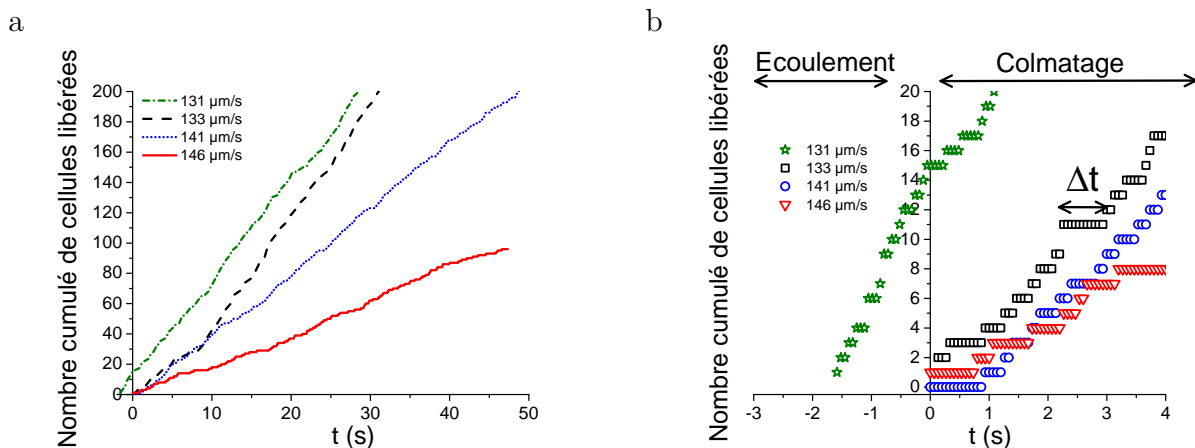 a
Nombre cumulé de cellules libérées
200
180
160
140
120
100
80
60
40
20
0
131 µm/s
133 µm/s
141 µm/s
146 µm/s
0 10 20 30 40 50
t (s)
b
Ecoulement
Colmatage
Nombre cumulé de cellules libérées
20
18
16
14
12
10
8
6
4
2
0
131 µm/s
133 µm/s
141 µm/s
146 µm/s
Δt
-3 -2 -1 0 1 2 3 4
t (s)